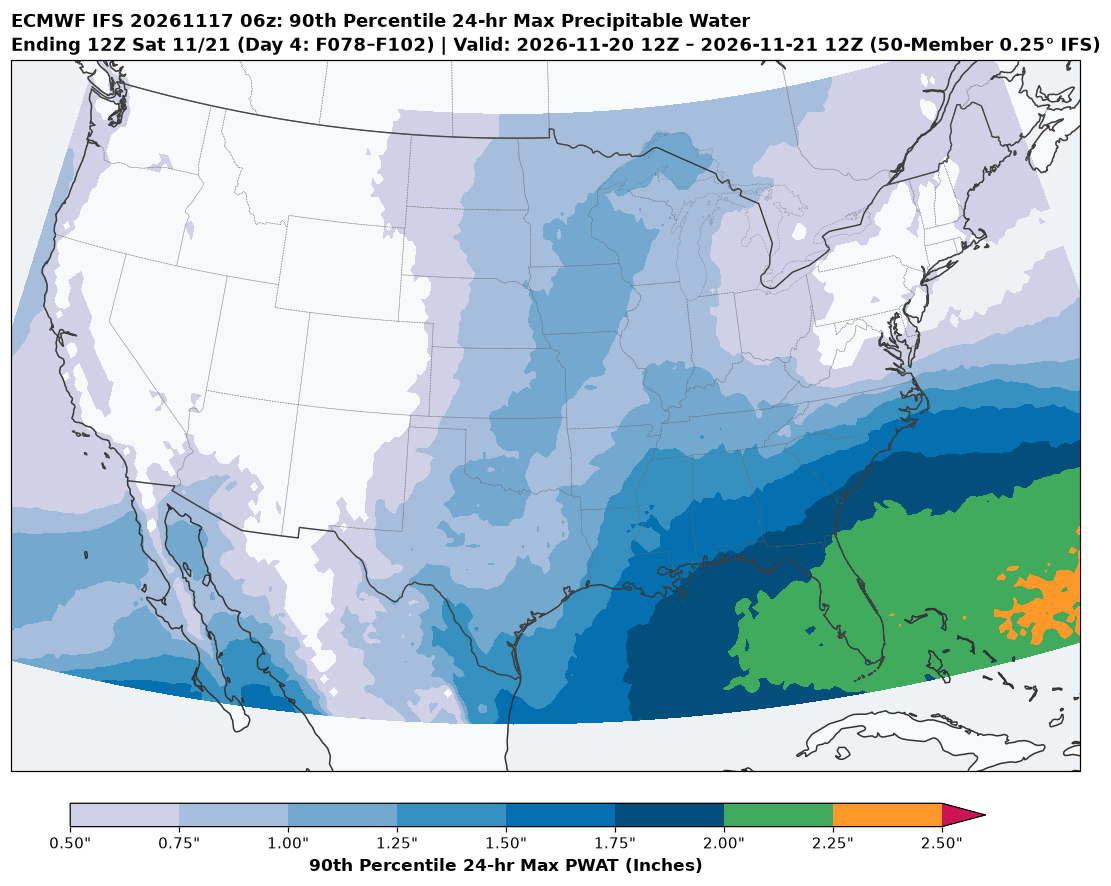 ECMWF IFS 20261117 06z: 90th Percentile 24-hr Max Precipitable Water
Ending 12Z Sat 11/21 (Day 4: F078–F102) | Valid: 2026-11-20 12Z – 2026-11-21 12Z (50-Member 0.25° IFS)
0.50" 0.75" 1.00" 1.25" 1.50" 1.75" 2.00" 2.25" 2.50"
90th Percentile 24-hr Max PWAT (Inches)